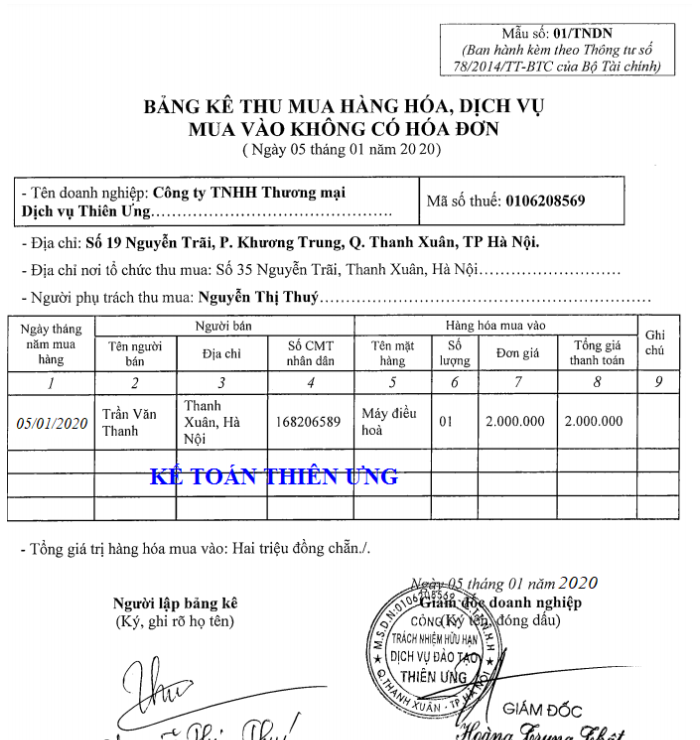 Mẫu số: 01/TNDN
(Ban hành kèm theo Thông tư số
78/2014/TT-BTC của Bộ Tài chính)
BẢNG KÊ THU MUA HÀNG HÓA, DỊCH VỤ
MUA VÀO KHÔNG CÓ HÓA ĐƠN
( Ngày 05 tháng 01 năm 2020)
- Tên doanh nghiệp: Công ty TNHH Thương mại
Dịch vụ Thiên Ưng
Mã số thuế: 0106208569
- Địa chỉ: Số 19 Nguyễn Trãi, P. Khương Trung, Q. Thanh Xuân, TP Hà Nội.
- Địa chỉ nơi tổ chức thu mua: Số 35 Nguyễn Trãi, Thanh Xuân, Hà Nội
- Người phụ trách thu mua: Nguyễn Thị Thuý
Ngày tháng năm mua hàng Người bán Hàng hóa mua vào Ghi chú
Tên người bán Địa chỉ Số CMT nhân dân Tên mặt hàng Số lượng Đơn giá Tổng giá thanh toán
1 2 3 4 5 6 7 8 9
05/01/2020 Trần Văn Thanh Thanh Xuân, Hà Nội 168206589 Máy điều hoà 01 2.000.000 2.000.000
KẾ TOÁN THIÊN ƯNG
- Tổng giá trị hàng hóa mua vào: Hai triệu đồng chẵn./.
Ngày 05 tháng 01 năm 2020
Người lập bảng kê
(Ký, ghi rõ họ tên)
Giám đốc doanh nghiệp
(Ký tên, đóng dấu)
M.S.D.N:0106208569
CÔNG
TRÁCH NHIỆM HỮU HẠN
DỊCH VỤ ĐÀO TẠO
THIÊN ƯNG
Q.THANH XUÂN - TP HÀ NỘI
GIÁM ĐỐC